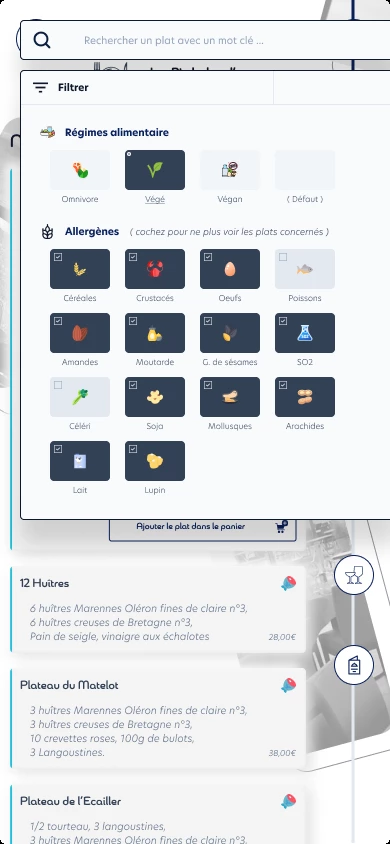 Rechercher un plat avec un mot clé ...
Filtrer
Régimes alimentaire
Omnivore
Végé
Végan
( Défaut )
Allergènes ( cochez pour ne plus voir les plats concernés )
Céréales
Crustacés
Oeufs
Poissons
Amandes
Moutarde
G. de sésames
SO2
Céléri
Soja
Mollusques
Arachides
Lait
Lupin
Ajouter le plat dans le panier
12 Huîtres
6 huîtres Marennes Oléron fines de claire n°3,
6 huîtres creuses de Bretagne n°3,
Pain de seigle, vinaigre aux échalotes
28,00€
Plateau du Matelot
3 huîtres Marennes Oléron fines de claire n°3,
3 huîtres creuses de Bretagne n°3,
10 crevettes roses, 100g de bulots,
3 Langoustines.
38,00€
Plateau de l'Ecailler
1/2 tourteau, 3 langoustines,
3 huîtres Marennes Oléron fines de claire n°3,